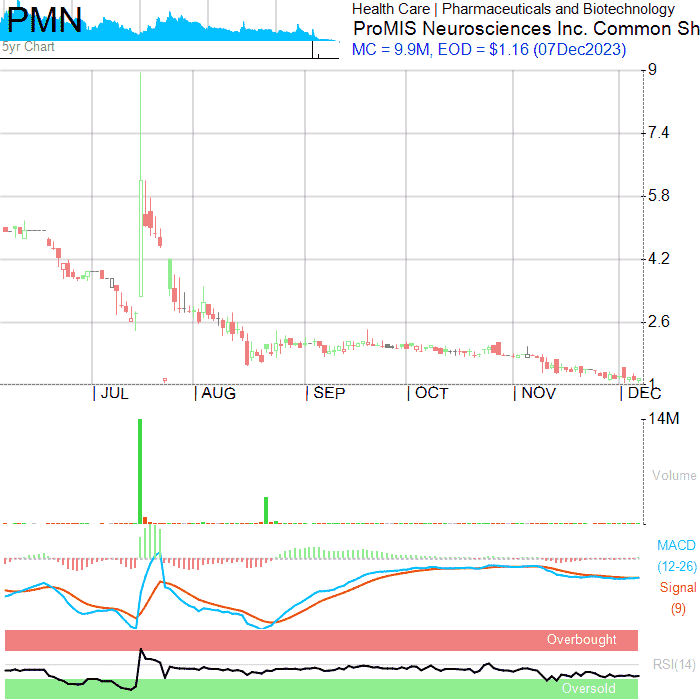 PMN
5yr Chart
Health Care | Pharmaceuticals and Biotechnology
ProMIS Neurosciences Inc. Common Sh
MC = 9.9M, EOD = $1.16 (07Dec2023)
9
7.4
5.8
4.2
2.6
1
JUL
AUG
SEP
OCT
NOV
DEC
14M
Volume
MACD
(12-26)
Signal
(9)
Overbought
RSI(14)
Oversold